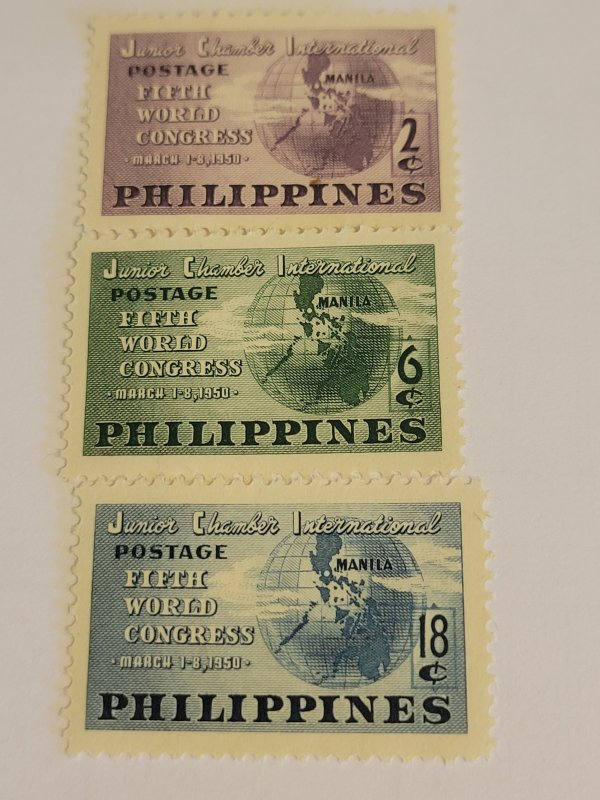 Junior Chamber International
POSTAGE
MANILA
FIFTH
WORLD
CONGRESS
2¢
·MARCH 1-8, 1950·
PHILIPPINES
Junior Chamber International
POSTAGE
MANILA
FIFTH
WORLD
CONGRESS
6¢
·MARCH 1-8, 1950·
PHILIPPINES
Junior Chamber International
POSTAGE
MANILA
FIFTH
WORLD
CONGRESS
18¢
·MARCH 1-8, 1950·
PHILIPPINES